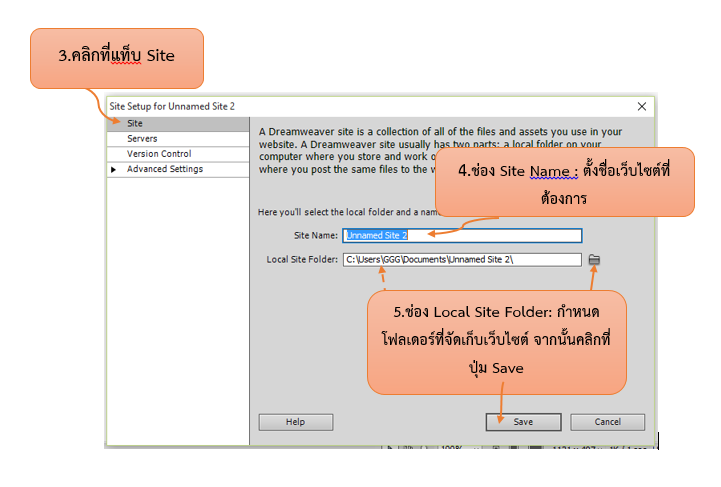 3.คลิกที่แท็บ Site
Site Setup for Unnamed Site 2
Site
Servers
Version Control
Advanced Settings
A Dreamweaver site is a collection of all of the files and assets you use in your
website. A Dreamweaver site usually has two parts: a local folder on your
computer where you store and work
where you post the same files to the
4.ช่อง Site Name : ตั้งชื่อเว็บไซต์ที่
ต้องการ
Here you'll select the local folder and a
Site Name: Unnamed Site 2
Local Site Folder: C:\Users\GGG\Documents\Unnamed Site 2\
5.ช่อง Local Site Folder: กำหนด
โฟลเดอร์ที่จัดเก็บเว็บไซต์ จากนั้นคลิกที่
ปุ่ม Save
Help
Save
Cancel